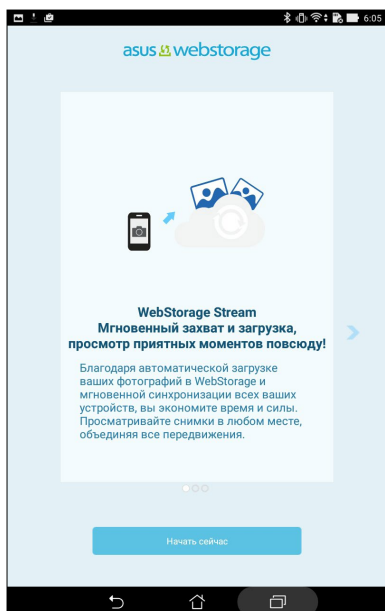 6:05
asus webstorage
WebStorage Stream
Мгновенный захват и загрузка,
просмотр приятных моментов повсюду!
Благодаря автоматической загрузке
ваших фотографий в WebStorage и
мгновенной синхронизации всех ваших
устройств, вы экономите время и силы.
Просматривайте снимки в любом месте,
объединяя все передвижения.
Начать сейчас